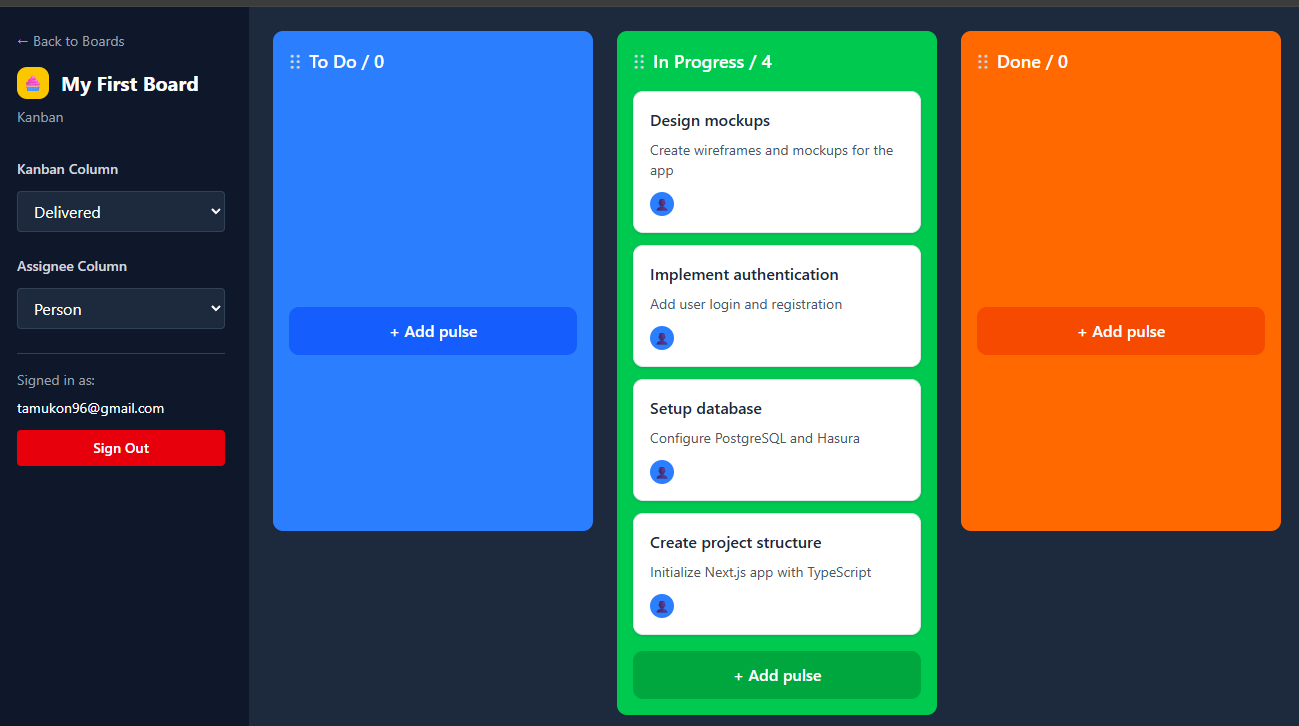 ← Back to Boards
My First Board
Kanban
Kanban Column
Delivered
Assignee Column
Person
Signed in as:
tamukon96@gmail.com
Sign Out
To Do / 0
+ Add pulse
In Progress / 4
Design mockups
Create wireframes and mockups for the
app
Implement authentication
Add user login and registration
Setup database
Configure PostgreSQL and Hasura
Create project structure
Initialize Next.js app with TypeScript
+ Add pulse
Done / 0
+ Add pulse